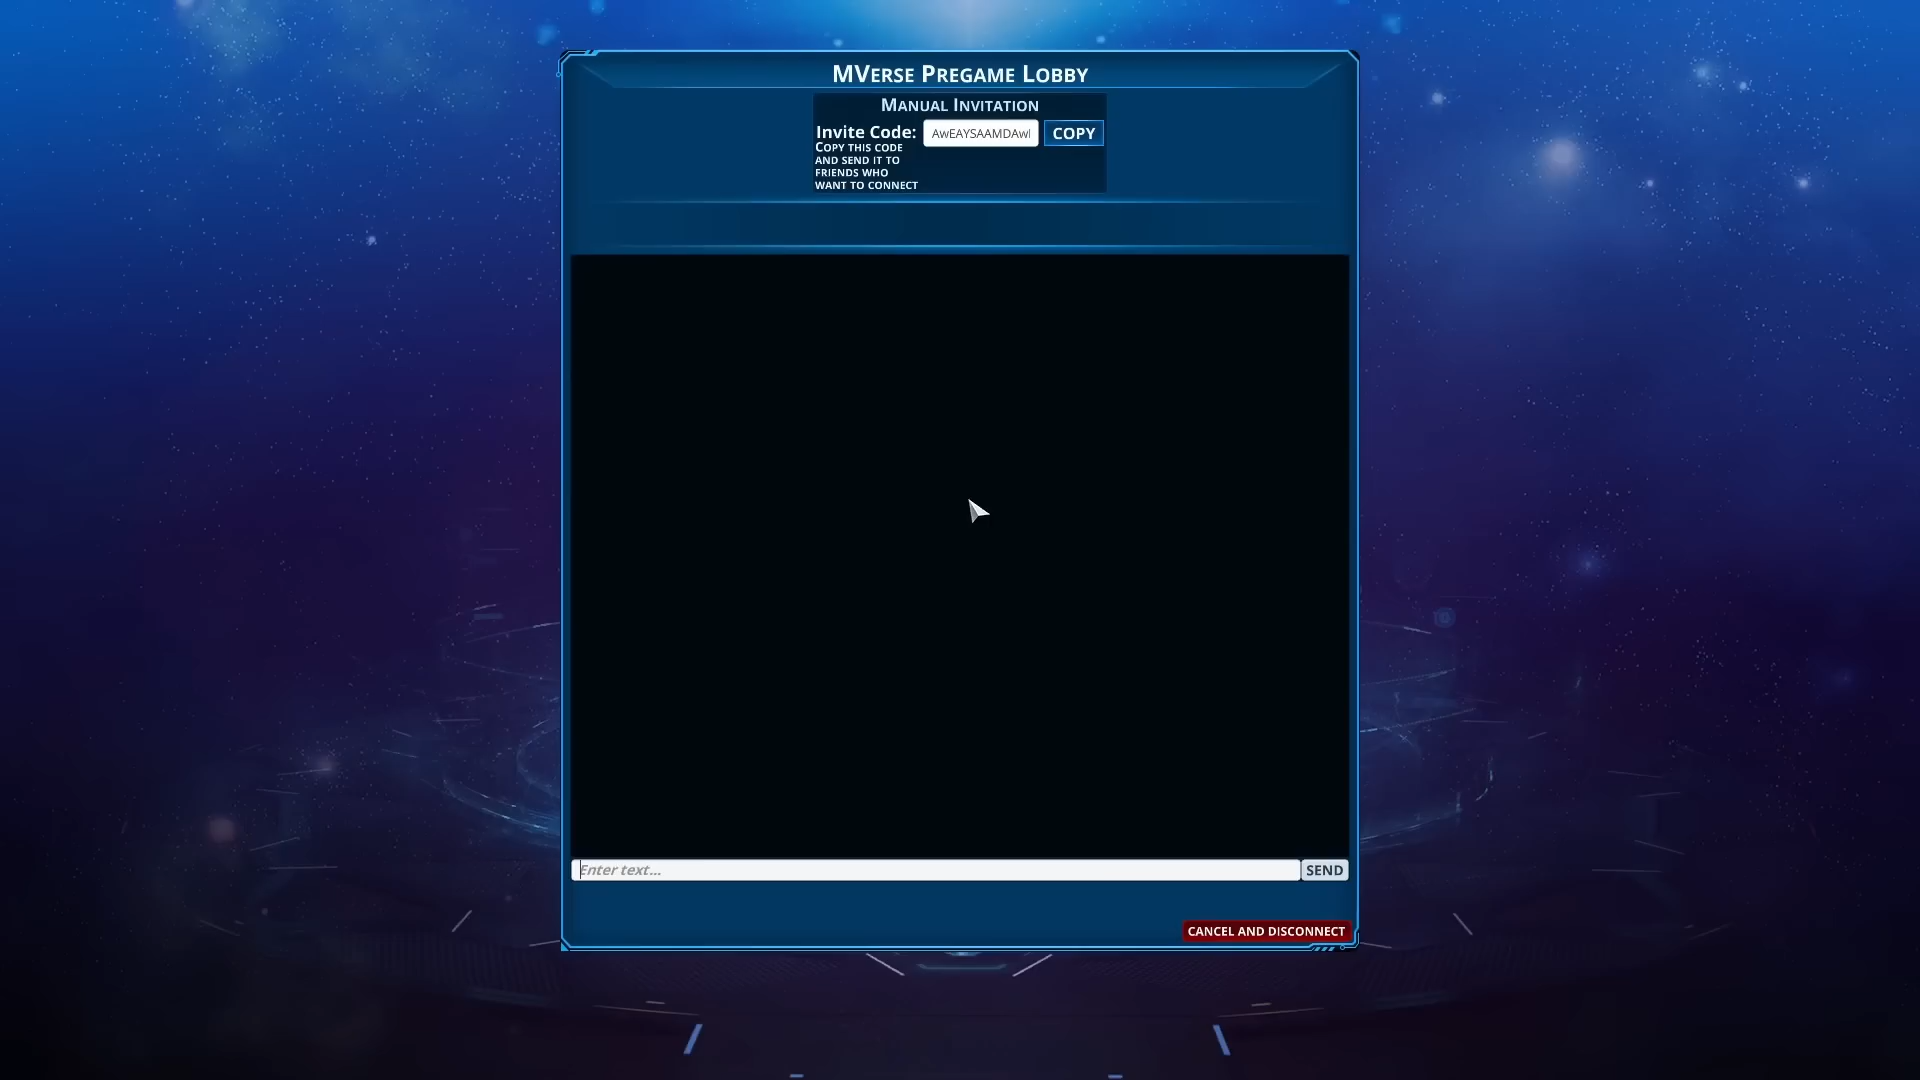 MVerse Pregame Lobby
Manual Invitation
Invite Code: AwEAYSAAMDAwI COPY
Copy this code
and send it to
friends who
want to connect
Enter text... SEND
CANCEL AND DISCONNECT